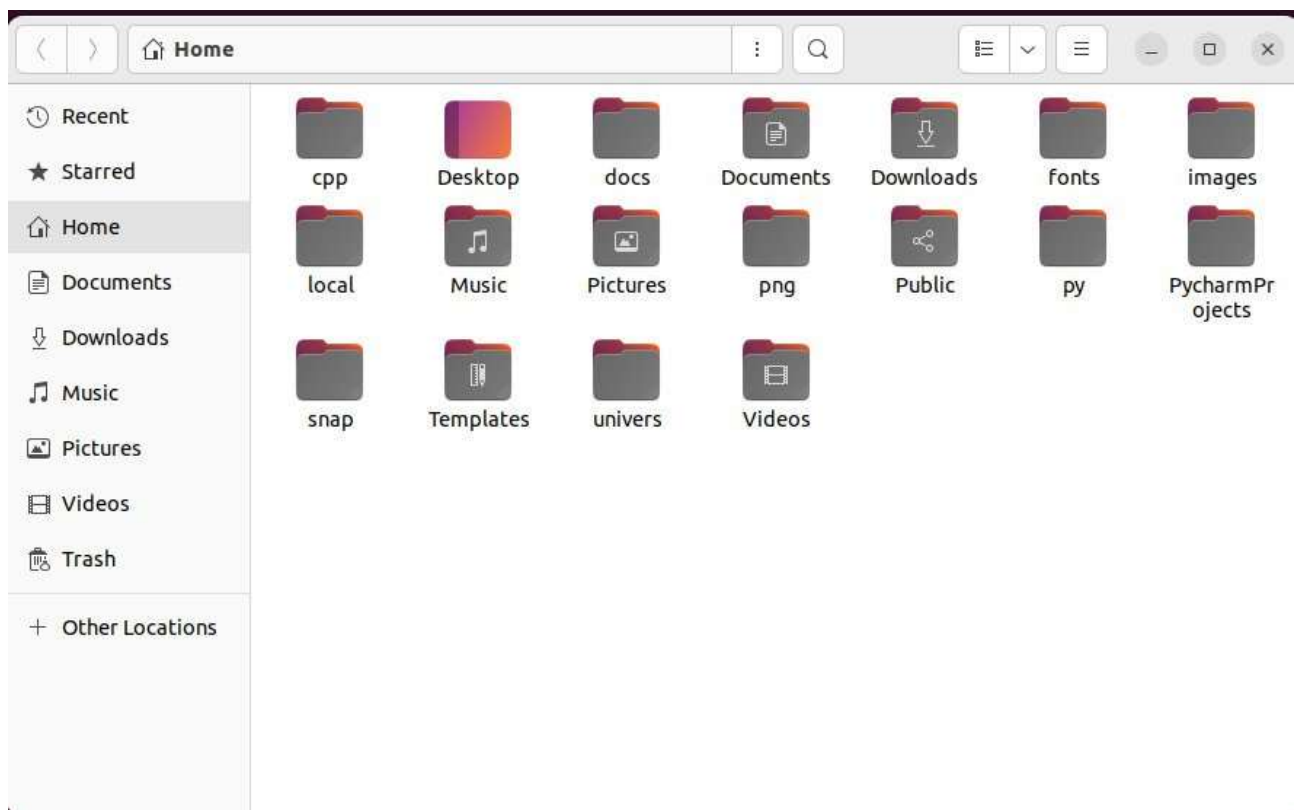 Home
Recent
Starred
Home
Documents
Downloads
Music
Pictures
Videos
Trash
Other Locations
cpp Desktop docs Documents Downloads fonts images
local Music Pictures png Public py PycharmPr
ojects
snap Templates univers Videos